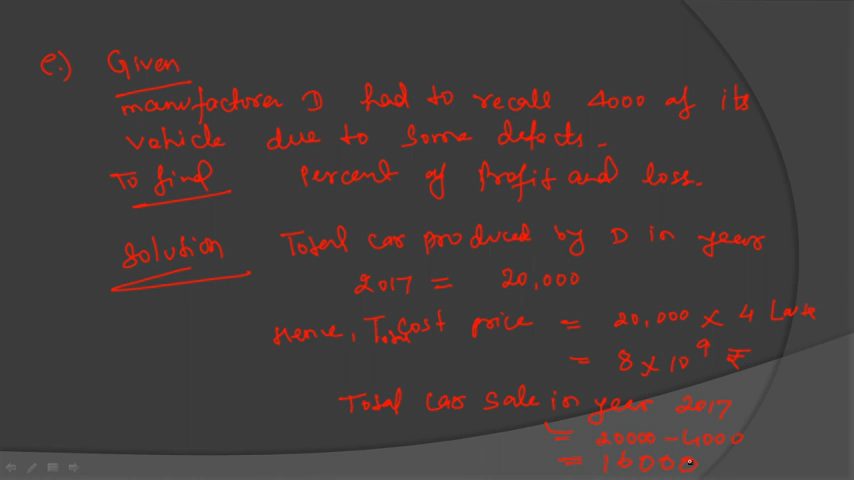 e.) Given
manufacturer D had to recall 4000 of its
vehicle due to some defects.
To find percent of Profit and loss.
Solution Total car produced by D in year
2017 = 20,000
Hence, Total cost price = 20,000 × 4 Lakh
= 8 × 10⁹ ₹
Total car sale in year 2017
= 20000 - 4000
= 16000